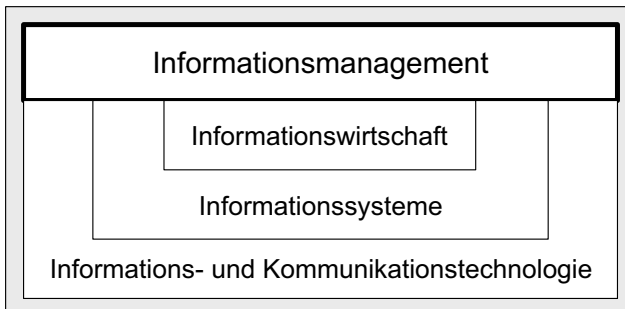 Informationsmanagement
Informationswirtschaft
Informationssysteme
Informations- und Kommunikationstechnologie